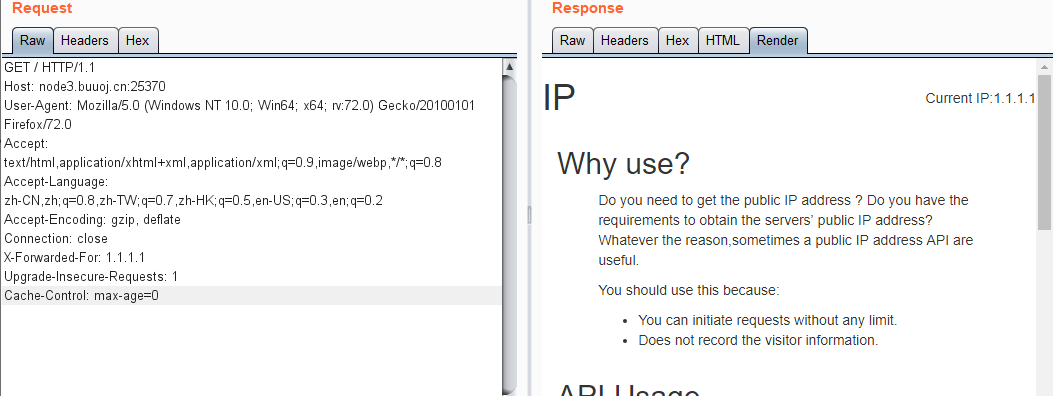 Request
Raw Headers Hex
GET / HTTP/1.1
Host: node3.buuoj.cn:25370
User-Agent: Mozilla/5.0 (Windows NT 10.0; Win64; x64; rv:72.0) Gecko/20100101
Firefox/72.0
Accept:
text/html,application/xhtml+xml,application/xml;q=0.9,image/webp,*/*;q=0.8
Accept-Language:
zh-CN,zh;q=0.8,zh-TW;q=0.7,zh-HK;q=0.5,en-US;q=0.3,en;q=0.2
Accept-Encoding: gzip, deflate
Connection: close
X-Forwarded-For: 1.1.1.1
Upgrade-Insecure-Requests: 1
Cache-Control: max-age=0
Response
Raw Headers Hex HTML Render
IP
Current IP:1.1.1.1
Why use?
Do you need to get the public IP address ? Do you have the
requirements to obtain the servers’ public IP address?
Whatever the reason,sometimes a public IP address API are
useful.
You should use this because:
• You can initiate requests without any limit.
• Does not record the visitor information.
API Usage